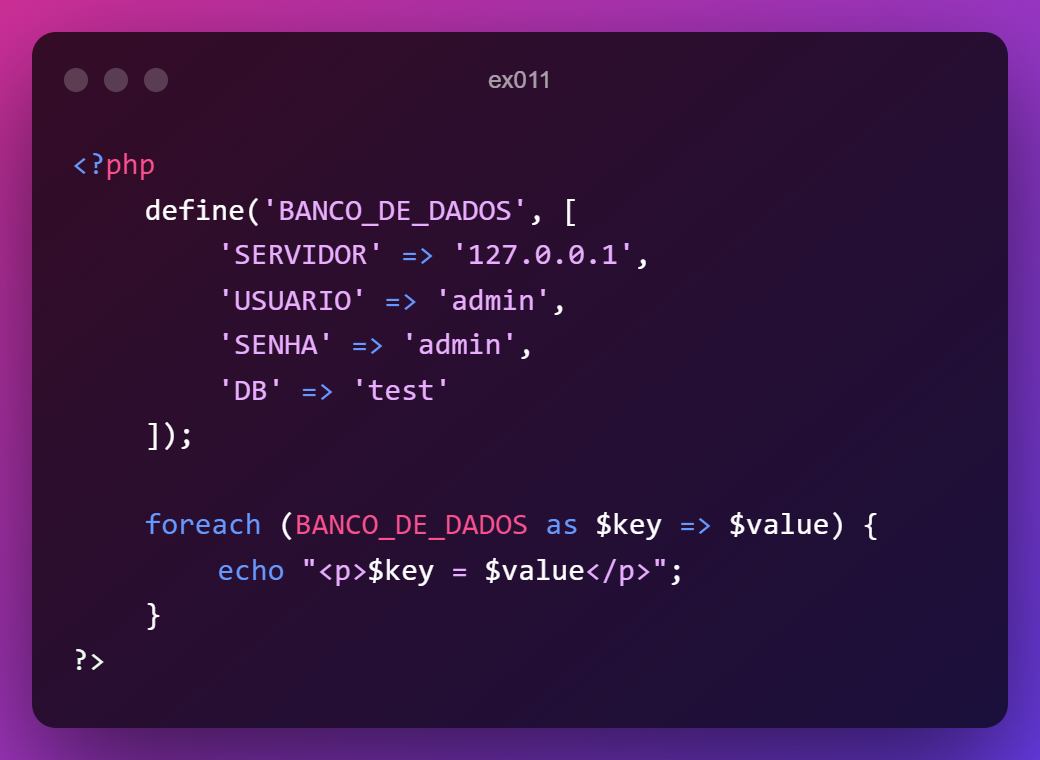 ex011
<?php
    define('BANCO_DE_DADOS', [
        'SERVIDOR' => '127.0.0.1',
        'USUARIO' => 'admin',
        'SENHA' => 'admin',
        'DB' => 'test'
    ]);

    foreach (BANCO_DE_DADOS as $key => $value) {
        echo "<p>$key = $value</p>";
    }
?>